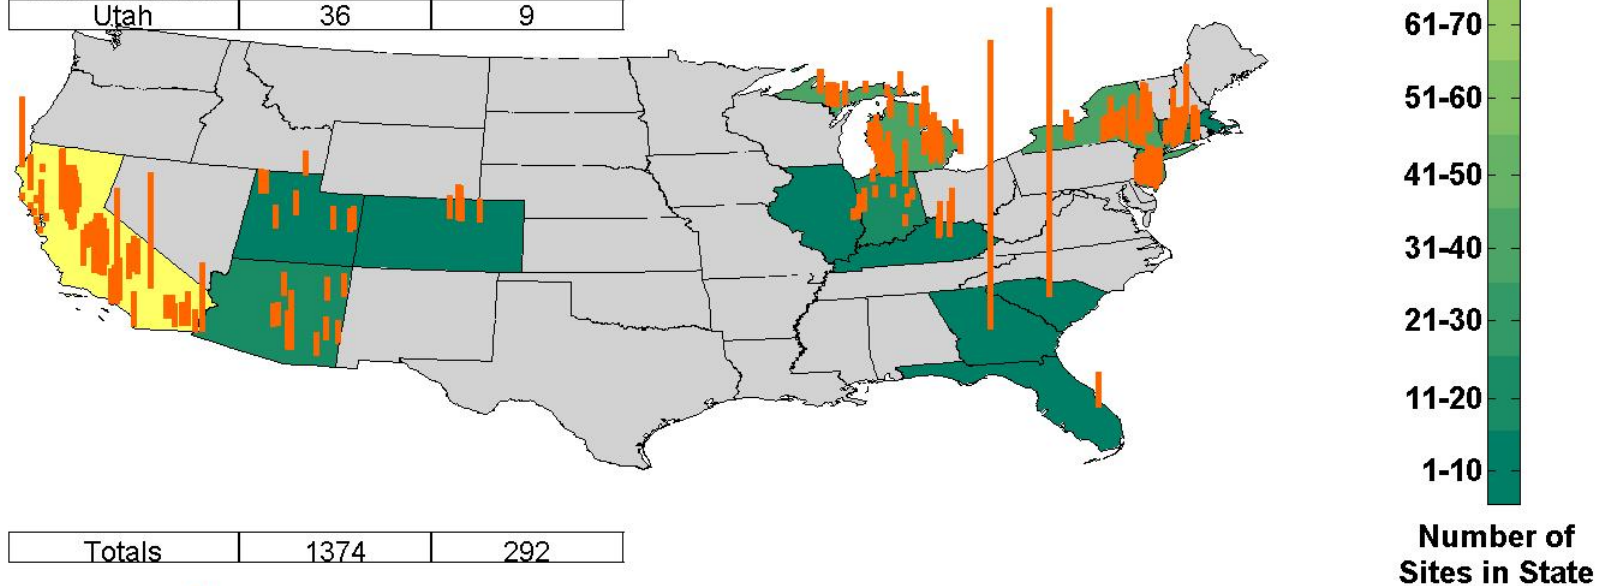 Utah 36 9
61-70
51-60
41-50
31-40
21-30
11-20
1-10
Totals 1374 292
Number of
Sites in State